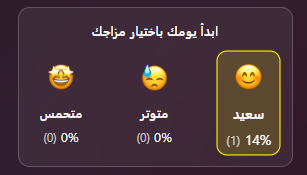 ابدأ يومك باختيار مزاجك
سعيد
14% (1)
متوتر
0% (0)
متحمس
0% (0)